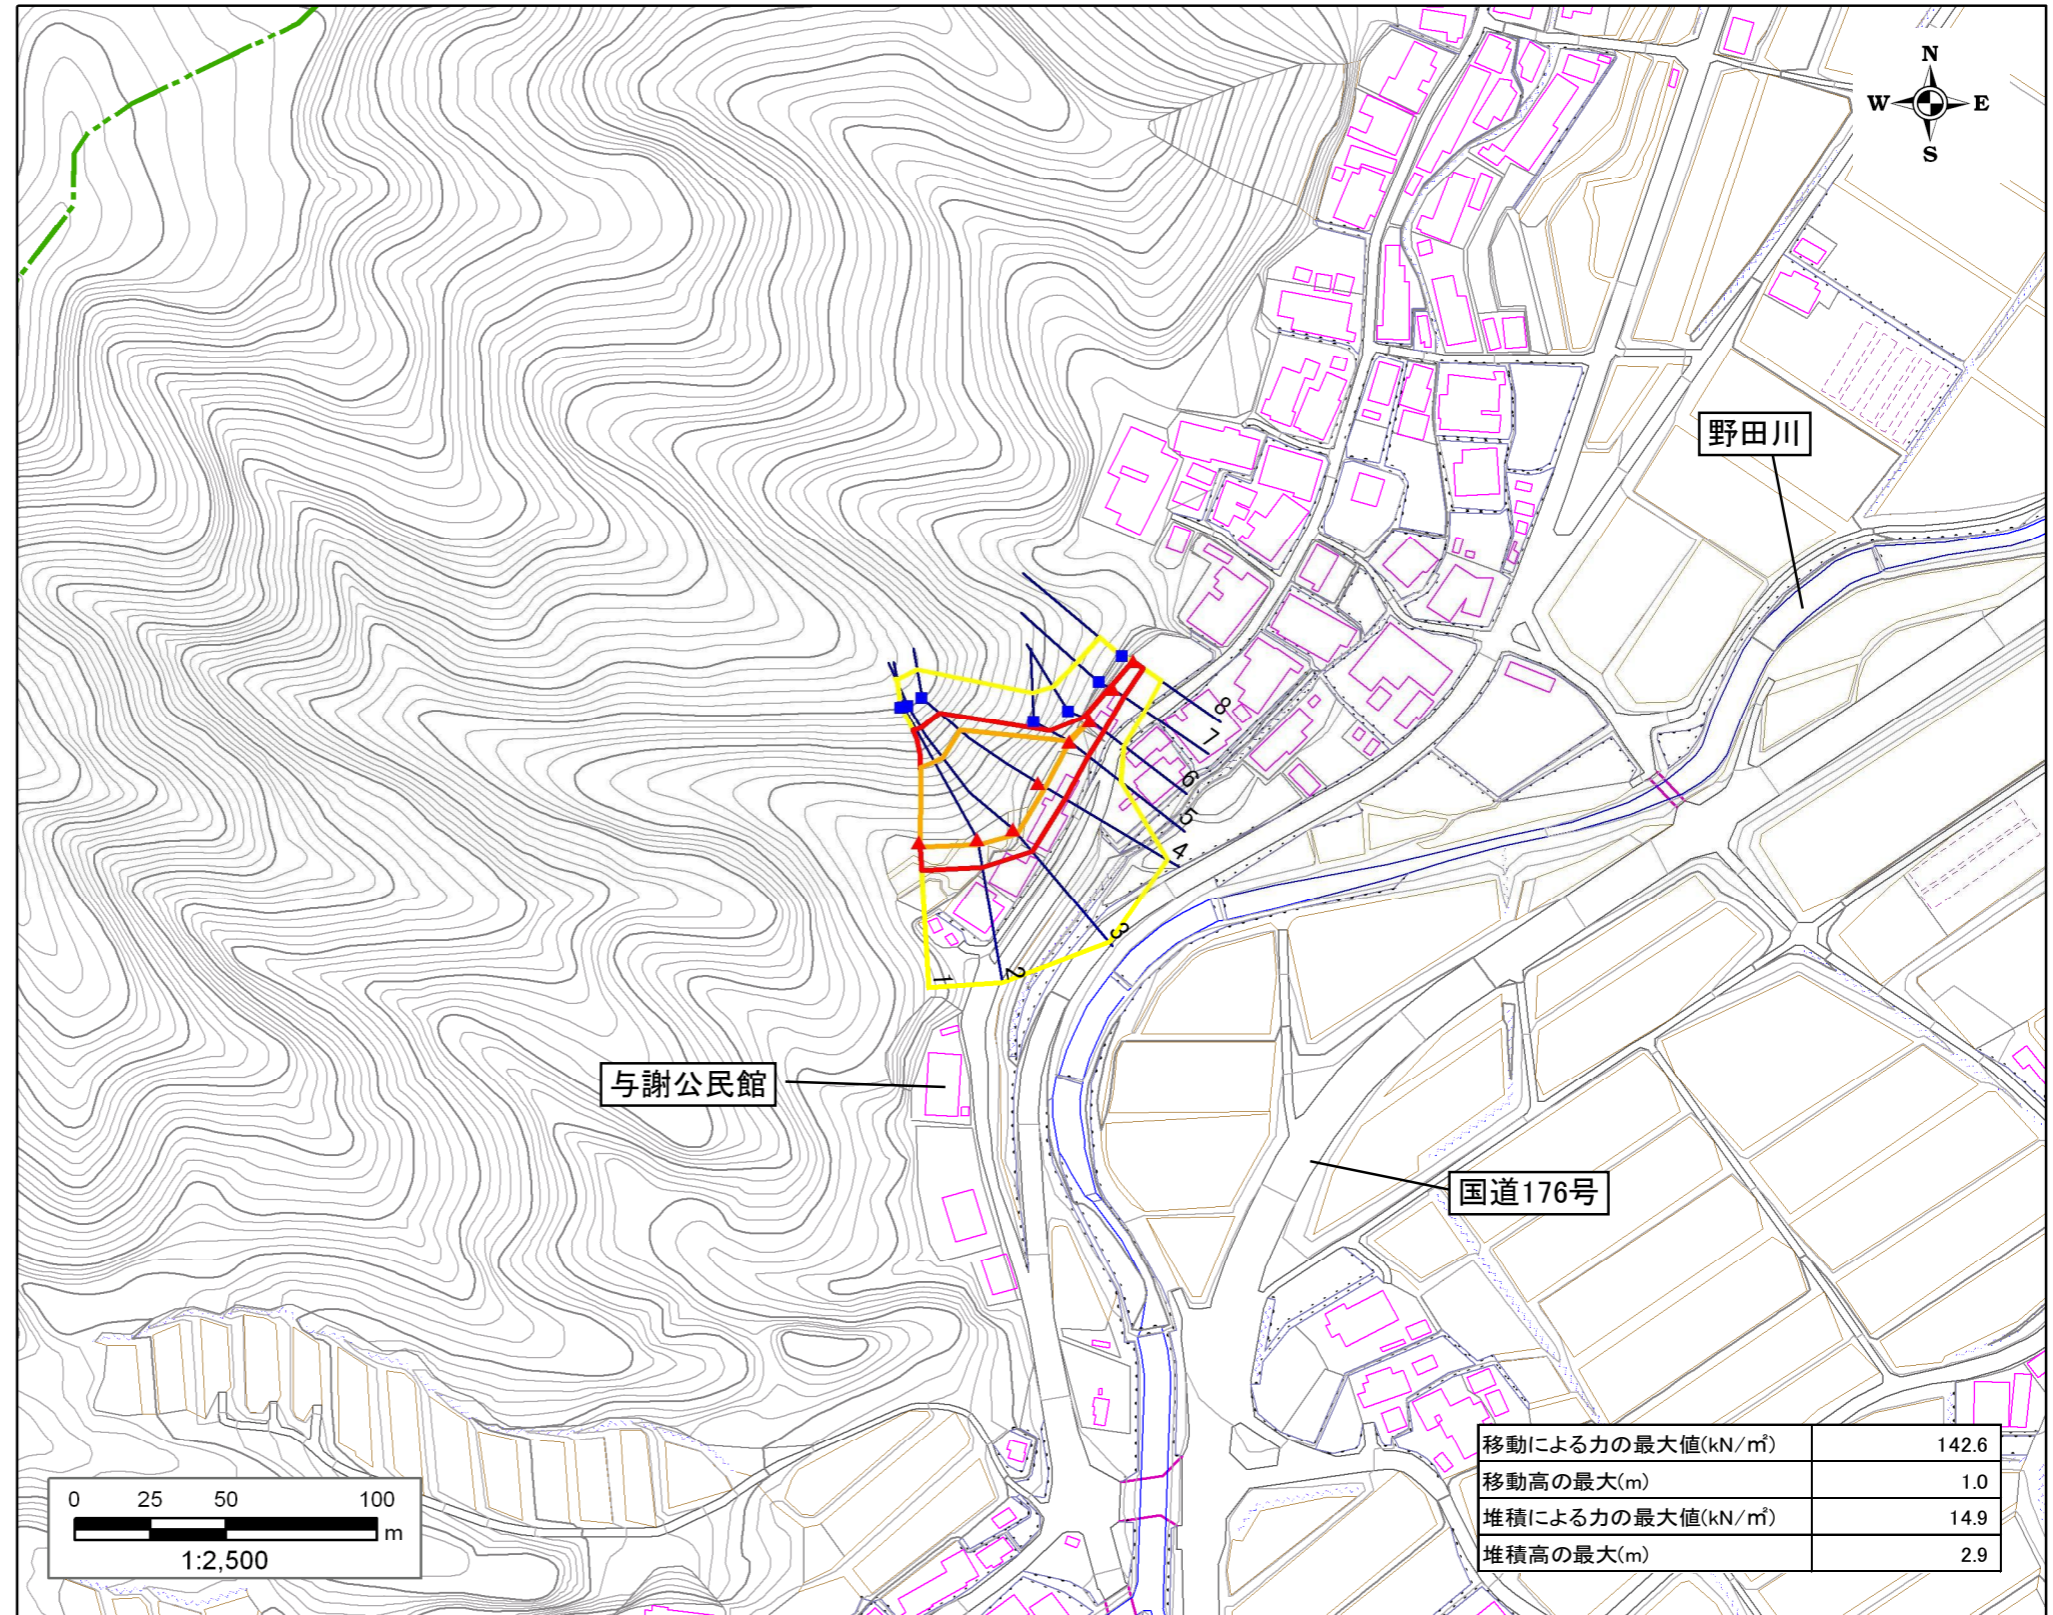 N
W E
S
野田川
8
7
6
5
4
3
2
1
与謝公民館
国道176号
移動による力の最大値(kN/㎡) 142.6
移動高の最大(m) 1.0
堆積による力の最大値(kN/㎡) 14.9
堆積高の最大(m) 2.9
0 25 50 100
m
1:2,500